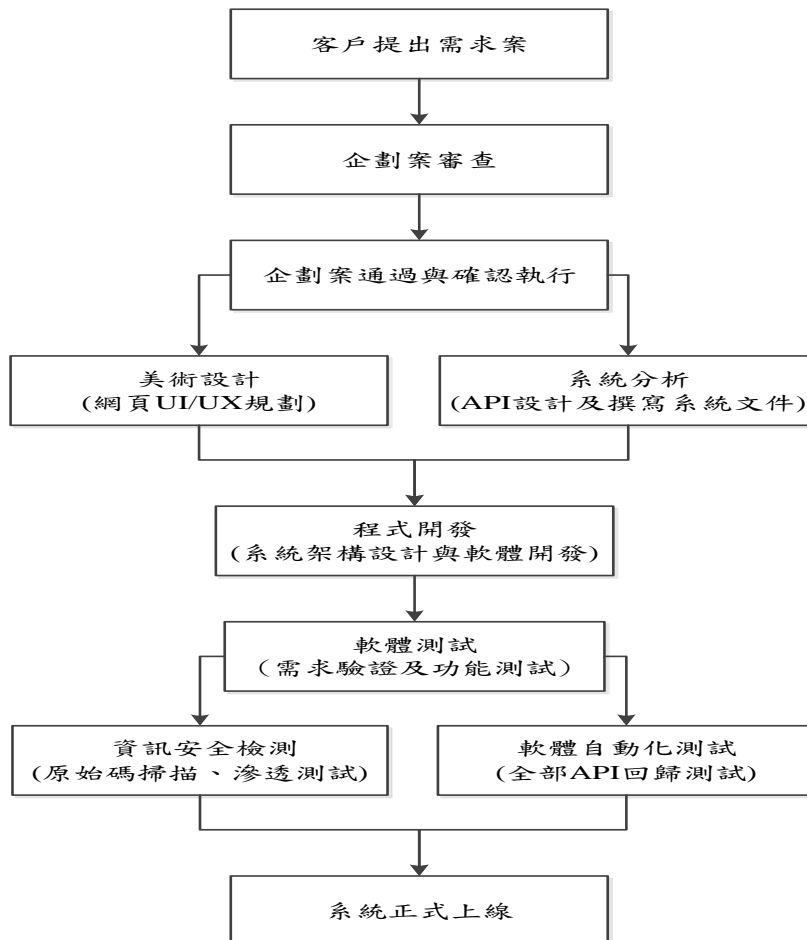 客戶提出需求案
企劃案審查
企劃案通過與確認執行
美術設計
(網頁UI/UX規劃)
系統分析
(API設計及撰寫系統文件)
程式開發
(系統架構設計與軟體開發)
軟體測試
(需求驗證及功能測試)
資訊安全檢測
(原始碼掃描、滲透測試)
軟體自動化測試
(全部API回歸測試)
系統正式上線